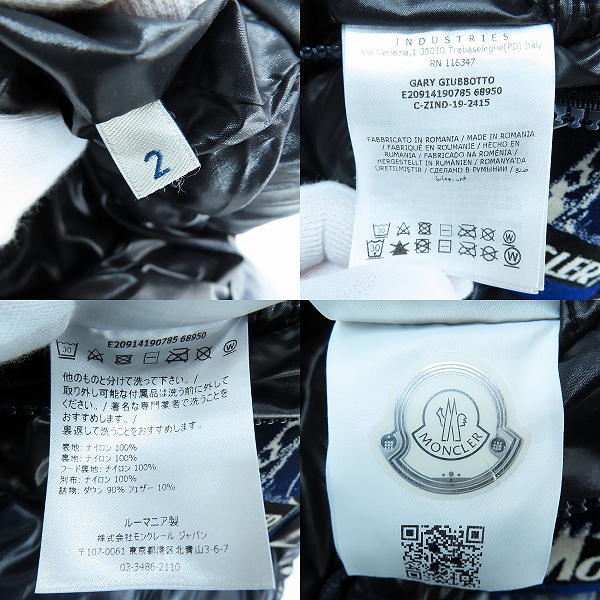 2
INDUSTRIES
Via Venezia,1 35010 Trebaseleghe(PD) Italy
RN 116347
GARY GIUBBOTTO
E20914190785 68950
C-ZIND-19-2415
FABBRICATO IN ROMANIA / MADE IN ROMANIA
/ FABRIQUÉ EN ROUMANIE / HECHO EN
RUMANIA / FABRICADO NA ROMÉNIA /
HERGESTELLT IN RUMÄNIEN / ROMANYA'DA
ÜRETILMIŞTIR / СДЕЛАНО В РУМЫНИИ /
30
W
30
W
CLER
E20914190785 68950
30
W
他のものと分けて洗って下さい。/
取り外し可能な付属品は洗う前に外して
ください。/ 著名な専門業者で洗うことを
おすすめします。/
裏返して洗うことをおすすめします。
表地: ナイロン 100%
裏地: ナイロン 100%
フード裏地: ナイロン 100%
別布: ナイロン 100%
詰物: ダウン 90% フェザー 10%
ルーマニア製
株式会社モンクレール ジャパン
〒107-0061 東京都港区北青山3-6-7
03-3486-2110
MONCLER
Mo